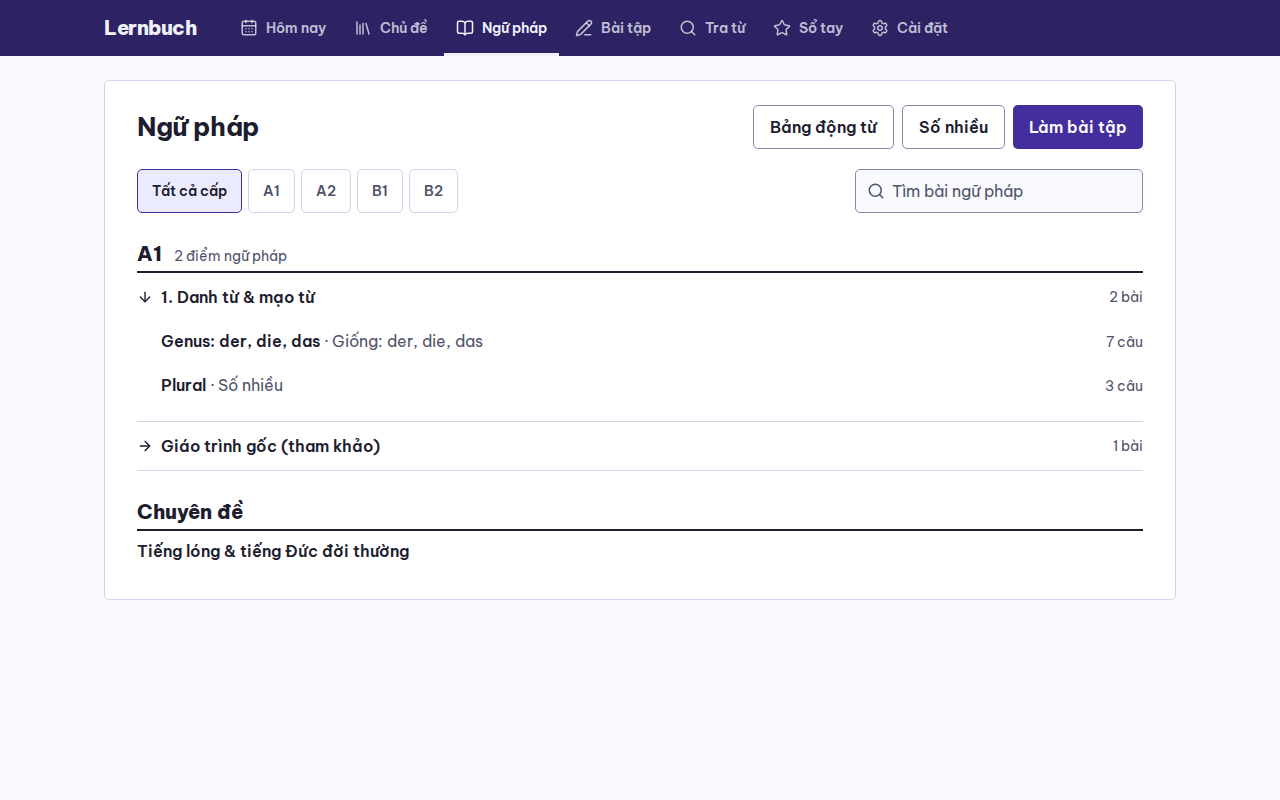 Lernbuch Hôm nay Chủ đề Ngữ pháp Bài tập Tra từ Sổ tay Cài đặt
Ngữ pháp Bảng động từ Số nhiều Làm bài tập
Tất cả cấp A1 A2 B1 B2 Tìm bài ngữ pháp
A1 2 điểm ngữ pháp
1. Danh từ & mạo từ 2 bài
Genus: der, die, das · Giống: der, die, das 7 câu
Plural · Số nhiều 3 câu
Giáo trình gốc (tham khảo) 1 bài
Chuyên đề
Tiếng lóng & tiếng Đức đời thường